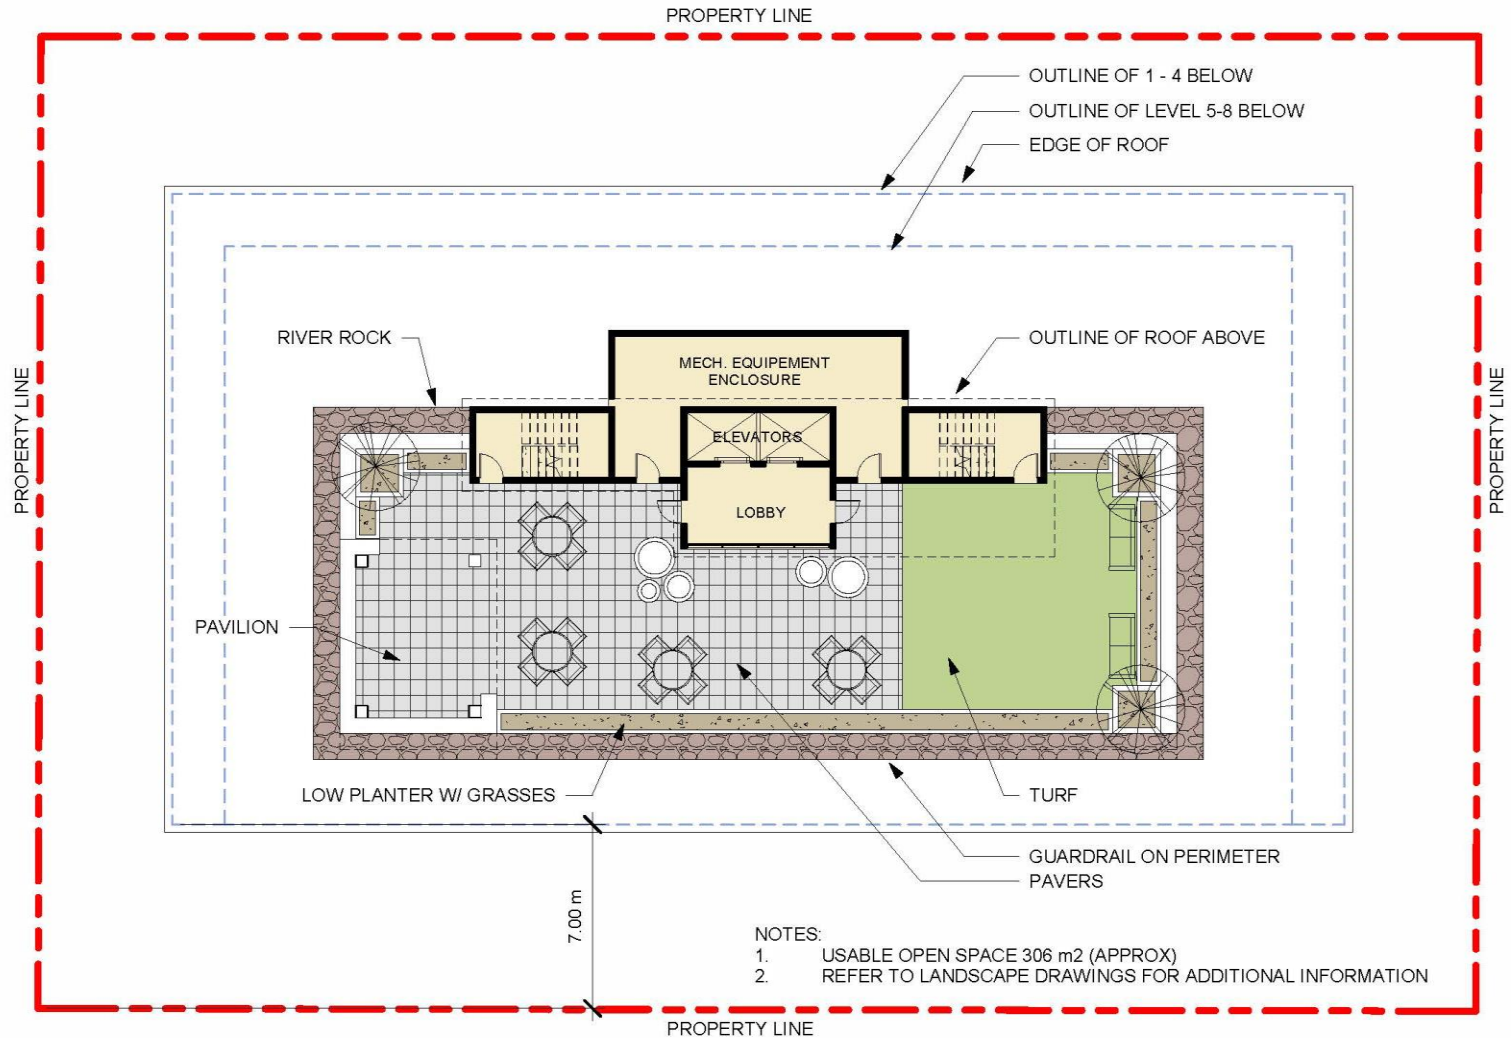 PROPERTY LINE
OUTLINE OF 1 - 4 BELOW
OUTLINE OF LEVEL 5-8 BELOW
EDGE OF ROOF
RIVER ROCK
OUTLINE OF ROOF ABOVE
MECH. EQUIPEMENT
ENCLOSURE
PROPERTY LINE
PROPERTY LINE
ELEVATORS
LOBBY
PAVILION
LOW PLANTER W/ GRASSES
TURF
GUARDRAIL ON PERIMETER
PAVERS
7.00 m
NOTES:
1. USABLE OPEN SPACE 306 m2 (APPROX)
2. REFER TO LANDSCAPE DRAWINGS FOR ADDITIONAL INFORMATION
PROPERTY LINE